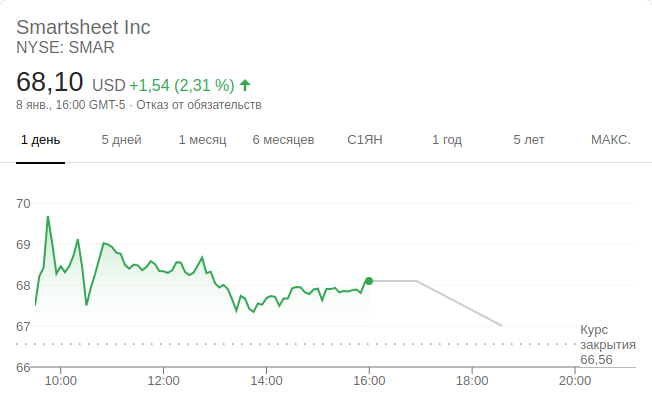 Smartsheet Inc
NYSE: SMAR
68,10 USD +1,54 (2,31 %)
8 янв., 16:00 GMT-5 · Отказ от обязательств
1 день 5 дней 1 месяц 6 месяцев С1ЯН 1 год 5 лет МАКС.
70
69
68
67
Курс
закрытия
66,56
66
10:00 12:00 14:00 16:00 18:00 20:00